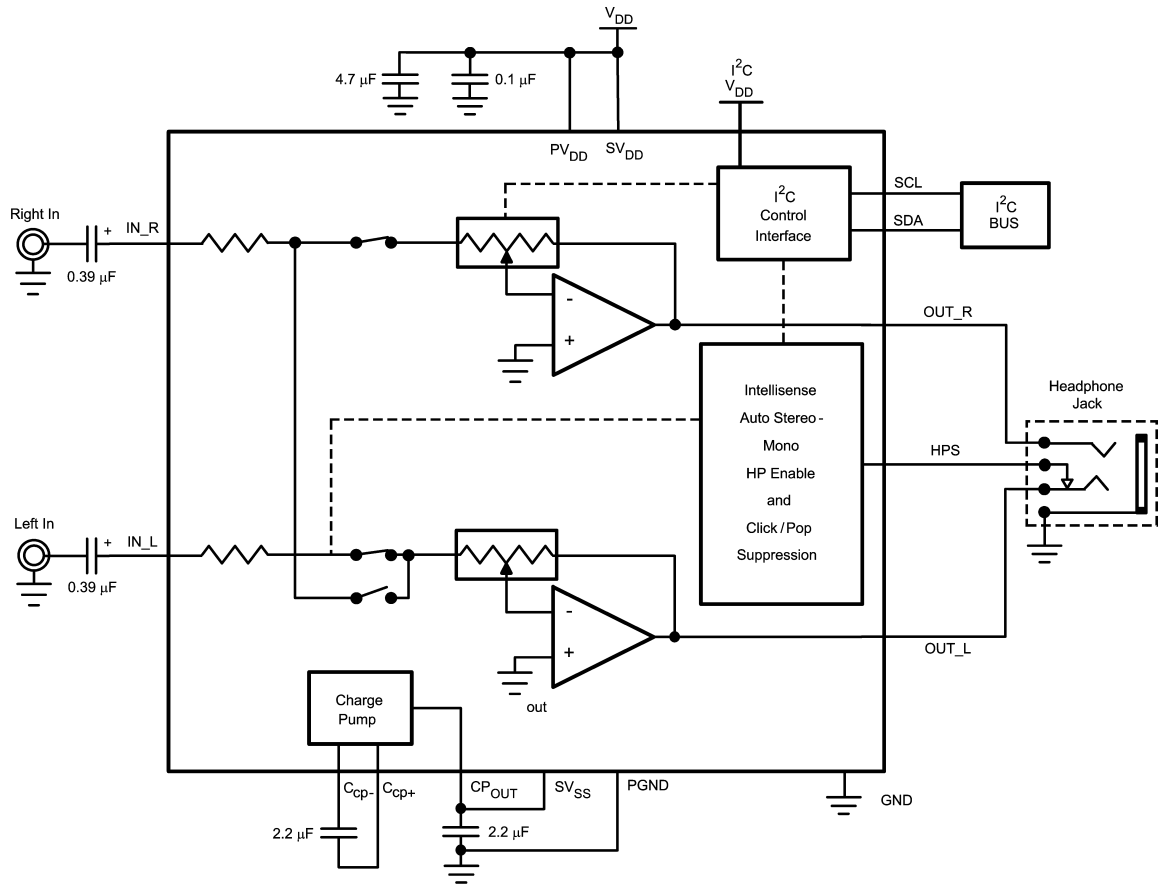 V_DD
4.7 µF
0.1 µF
I²C
V_DD
PV_DD
SV_DD
SCL
SDA
I²C
Control
Interface
I²C
BUS
Right In
+
IN_R
0.39 µF
-
+
OUT_R
Intellisense
Auto Stereo -
Mono
HP Enable
and
Click / Pop
Suppression
HPS
Headphone
Jack
Left In
+
IN_L
0.39 µF
-
+
OUT_L
out
Charge
Pump
C_cp-
C_cp+
CP_OUT
SV_SS
PGND
GND
2.2 µF
2.2 µF